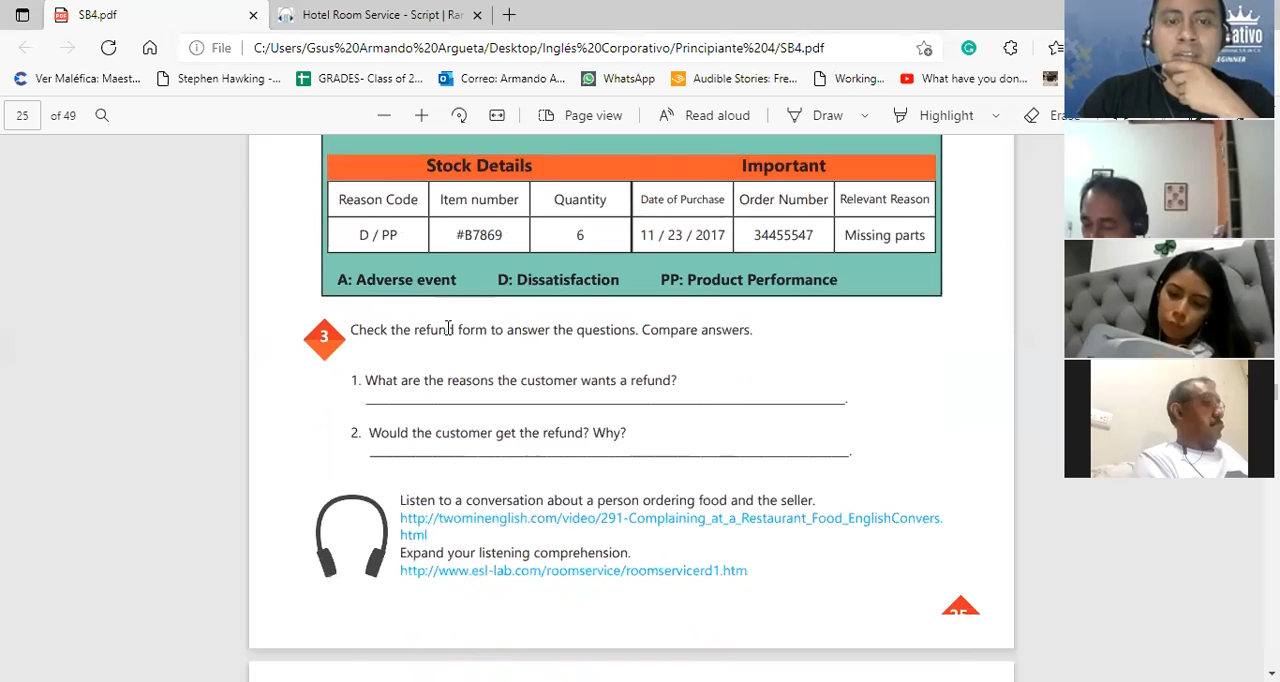 SB4.pdf
Hotel Room Service - Script | Ran
File
C:/Users/Gsus%20Armando%20Argueta/Desktop/Inglés%20Corporativo/Principiante%204/SB4.pdf
Ver Maléfica: Maest...
Stephen Hawking -...
GRADES- Class of 2...
Correo: Armando A...
WhatsApp
Audible Stories: Fre...
Working...
What have you don...
25 of 49
Page view
Read aloud
Draw
Highlight
Stock Details
Important
Reason Code
Item number
Quantity
Date of Purchase
Order Number
Relevant Reason
D / PP
#B7869
6
11 / 23 / 2017
34455547
Missing parts
A: Adverse event
D: Dissatisfaction
PP: Product Performance
3
Check the refund form to answer the questions. Compare answers.
1. What are the reasons the customer wants a refund?
2. Would the customer get the refund? Why?
Listen to a conversation about a person ordering food and the seller.
http://twominenglish.com/video/291-Complaining_at_a_Restaurant_Food_EnglishConvers.
html
Expand your listening comprehension.
http://www.esl-lab.com/roomservice/roomservicerd1.htm
25